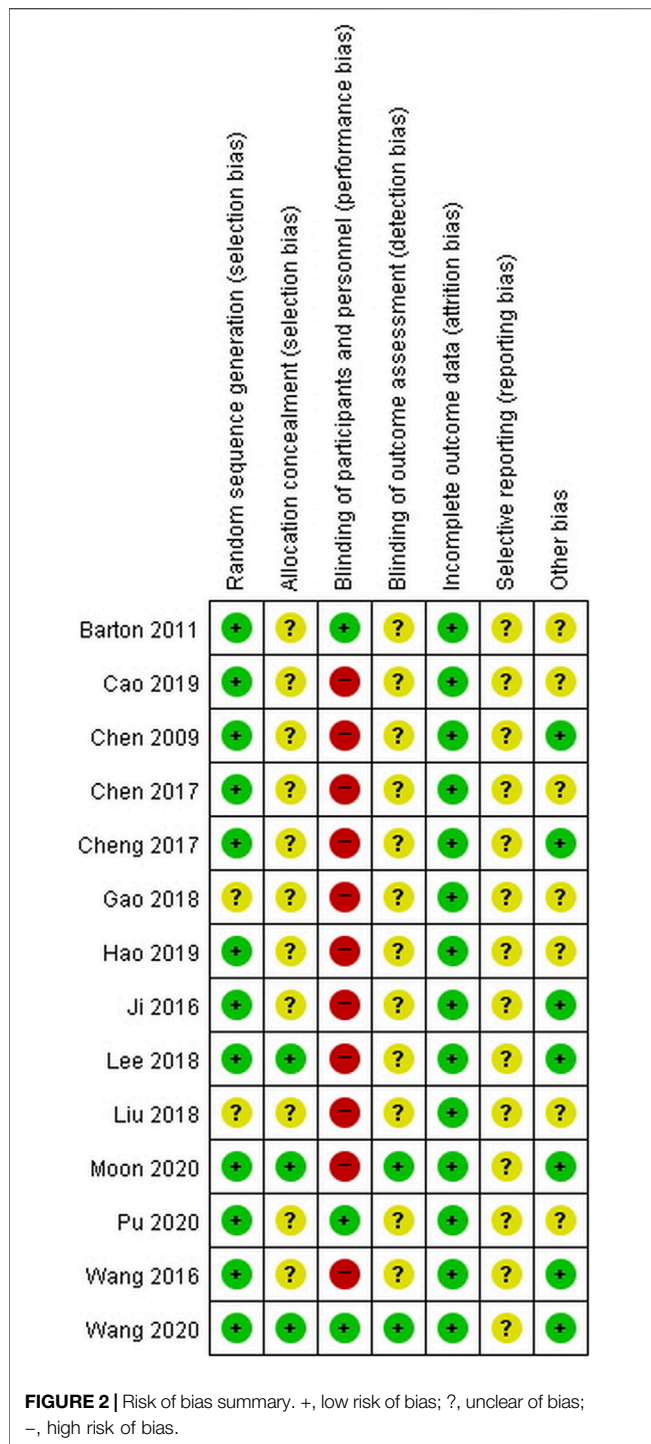 Random sequence generation (selection bias)
Allocation concealment (selection bias)
Blinding of participants and personnel (performance bias)
Blinding of outcome assessment (detection bias)
Incomplete outcome data (attrition bias)
Selective reporting (reporting bias)
Other bias
Barton 2011 + ? + ? + ? ?
Cao 2019 + ? − ? + ? ?
Chen 2009 + ? − ? + ? +
Chen 2017 + ? − ? + ? ?
Cheng 2017 + ? − ? + ? +
Gao 2018 ? ? − ? + ? ?
Hao 2019 + ? − ? + ? ?
Ji 2016 + ? − ? + ? +
Lee 2018 + + − ? + ? +
Liu 2018 ? ? − ? + ? ?
Moon 2020 + + − + + ? +
Pu 2020 + ? + ? + ? ?
Wang 2016 + ? − ? + ? +
Wang 2020 + + + + + ? +
FIGURE 2 | Risk of bias summary. +, low risk of bias; ?, unclear of bias;
−, high risk of bias.